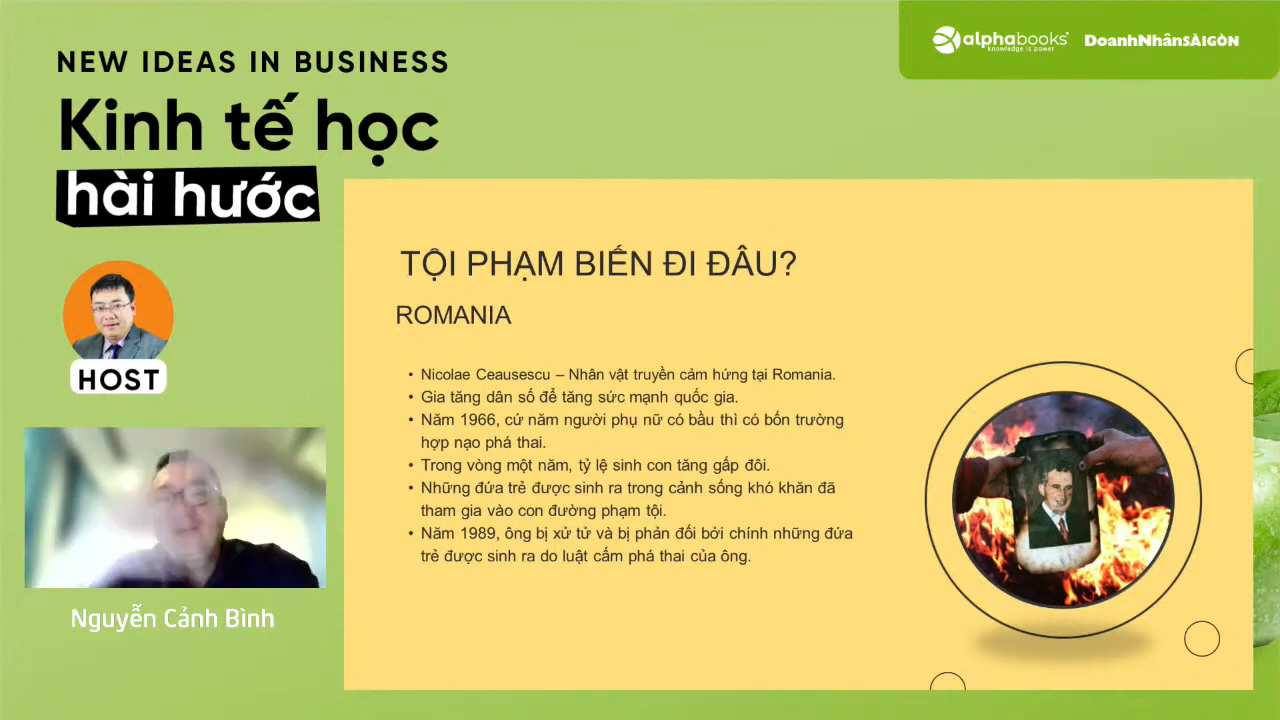 NEW IDEAS IN BUSINESS
Kinh tế học
hài hước
alphabooks
knowledge is power
DoanhNhânSÀIGÒN
HOST
Nguyễn Cảnh Bình
TỘI PHẠM BIẾN ĐI ĐÂU?
ROMANIA
• Nicolae Ceausescu – Nhân vật truyền cảm hứng tại Romania.
• Gia tăng dân số để tăng sức mạnh quốc gia.
• Năm 1966, cứ năm người phụ nữ có bầu thì có bốn trường
hợp nạo phá thai.
• Trong vòng một năm, tỷ lệ sinh con tăng gấp đôi.
• Những đứa trẻ được sinh ra trong cảnh sống khó khăn đã
tham gia vào con đường phạm tội.
• Năm 1989, ông bị xử tử và bị phản đối bởi chính những đứa
trẻ được sinh ra do luật cấm phá thai của ông.